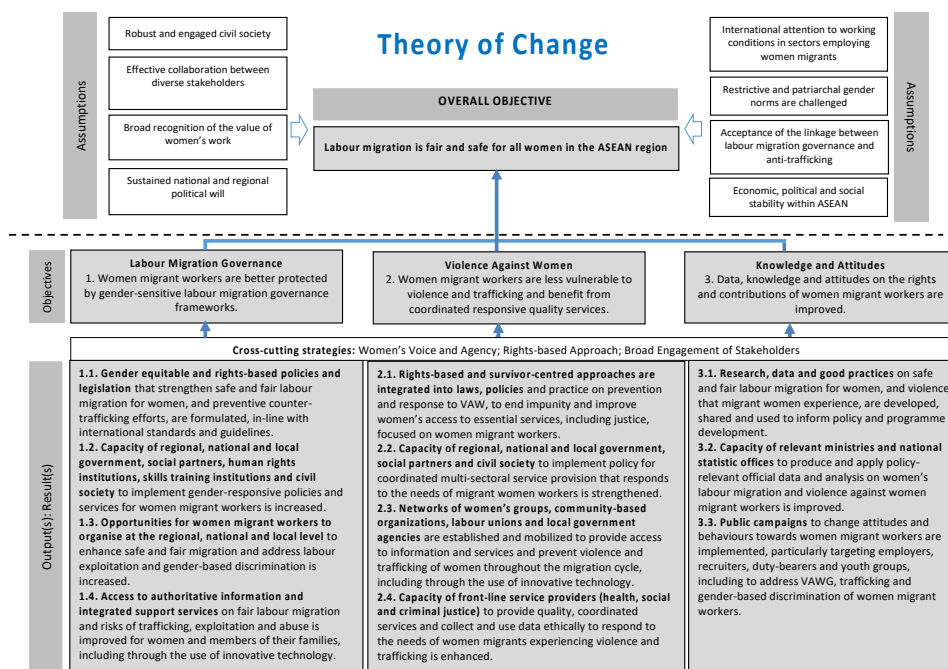 Theory of Change
Assumptions
Robust and engaged civil society
Effective collaboration between
diverse stakeholders
Broad recognition of the value of
women's work
Sustained national and regional
political will
OVERALL OBJECTIVE
Labour migration is fair and safe for all women in the ASEAN region
International attention to working
conditions in sectors employing
women migrants
Restrictive and patriarchal gender
norms are challenged
Acceptance of the linkage between
labour migration governance and
anti-trafficking
Economic, political and social
stability within ASEAN
Assumptions
Objectives
Labour Migration Governance
1. Women migrant workers are better protected
by gender-sensitive labour migration governance
frameworks.
Violence Against Women
2. Women migrant workers are less vulnerable to
violence and trafficking and benefit from
coordinated responsive quality services.
Knowledge and Attitudes
3. Data, knowledge and attitudes on the rights
and contributions of women migrant workers are
improved.
Cross-cutting strategies: Women's Voice and Agency; Rights-based Approach; Broad Engagement of Stakeholders
Output(s): Result(s)
1.1. Gender equitable and rights-based policies and
legislation that strengthen safe and fair labour
migration for women, and preventive counter-
trafficking efforts, are formulated, in-line with
international standards and guidelines.
1.2. Capacity of regional, national and local
government, social partners, human rights
institutions, skills training institutions and civil
society to implement gender-responsive policies and
services for women migrant workers is increased.
1.3. Opportunities for women migrant workers to
organise at the regional, national and local level to
enhance safe and fair migration and address labour
exploitation and gender-based discrimination is
increased.
1.4. Access to authoritative information and
integrated support services on fair labour migration
and risks of trafficking, exploitation and abuse is
improved for women and members of their families,
including through the use of innovative technology.
2.1. Rights-based and survivor-centred approaches are
integrated into laws, policies and practice on prevention
and response to VAW, to end impunity and improve
women's access to essential services, including justice,
focused on women migrant workers.
2.2. Capacity of regional, national and local government,
social partners and civil society to implement policy for
coordinated multi-sectoral service provision that responds
to the needs of migrant women workers is strengthened.
2.3. Networks of women's groups, community-based
organizations, labour unions and local government
agencies are established and mobilized to provide access
to information and services and prevent violence and
trafficking of women throughout the migration cycle,
including through the use of innovative technology.
2.4. Capacity of front-line service providers (health, social
and criminal justice) to provide quality, coordinated
services and collect and use data ethically to respond to
the needs of women migrants experiencing violence and
trafficking is enhanced.
3.1. Research, data and good practices on safe
and fair labour migration for women, and violence
that migrant women experience, are developed,
shared and used to inform policy and programme
development.
3.2. Capacity of relevant ministries and national
statistic offices to produce and apply policy-
relevant official data and analysis on women's
labour migration and violence against women
migrant workers is improved.
3.3. Public campaigns to change attitudes and
behaviours towards women migrant workers are
implemented, particularly targeting employers,
recruiters, duty-bearers and youth groups,
including to address VAWG, trafficking and
gender-based discrimination of women migrant
workers.